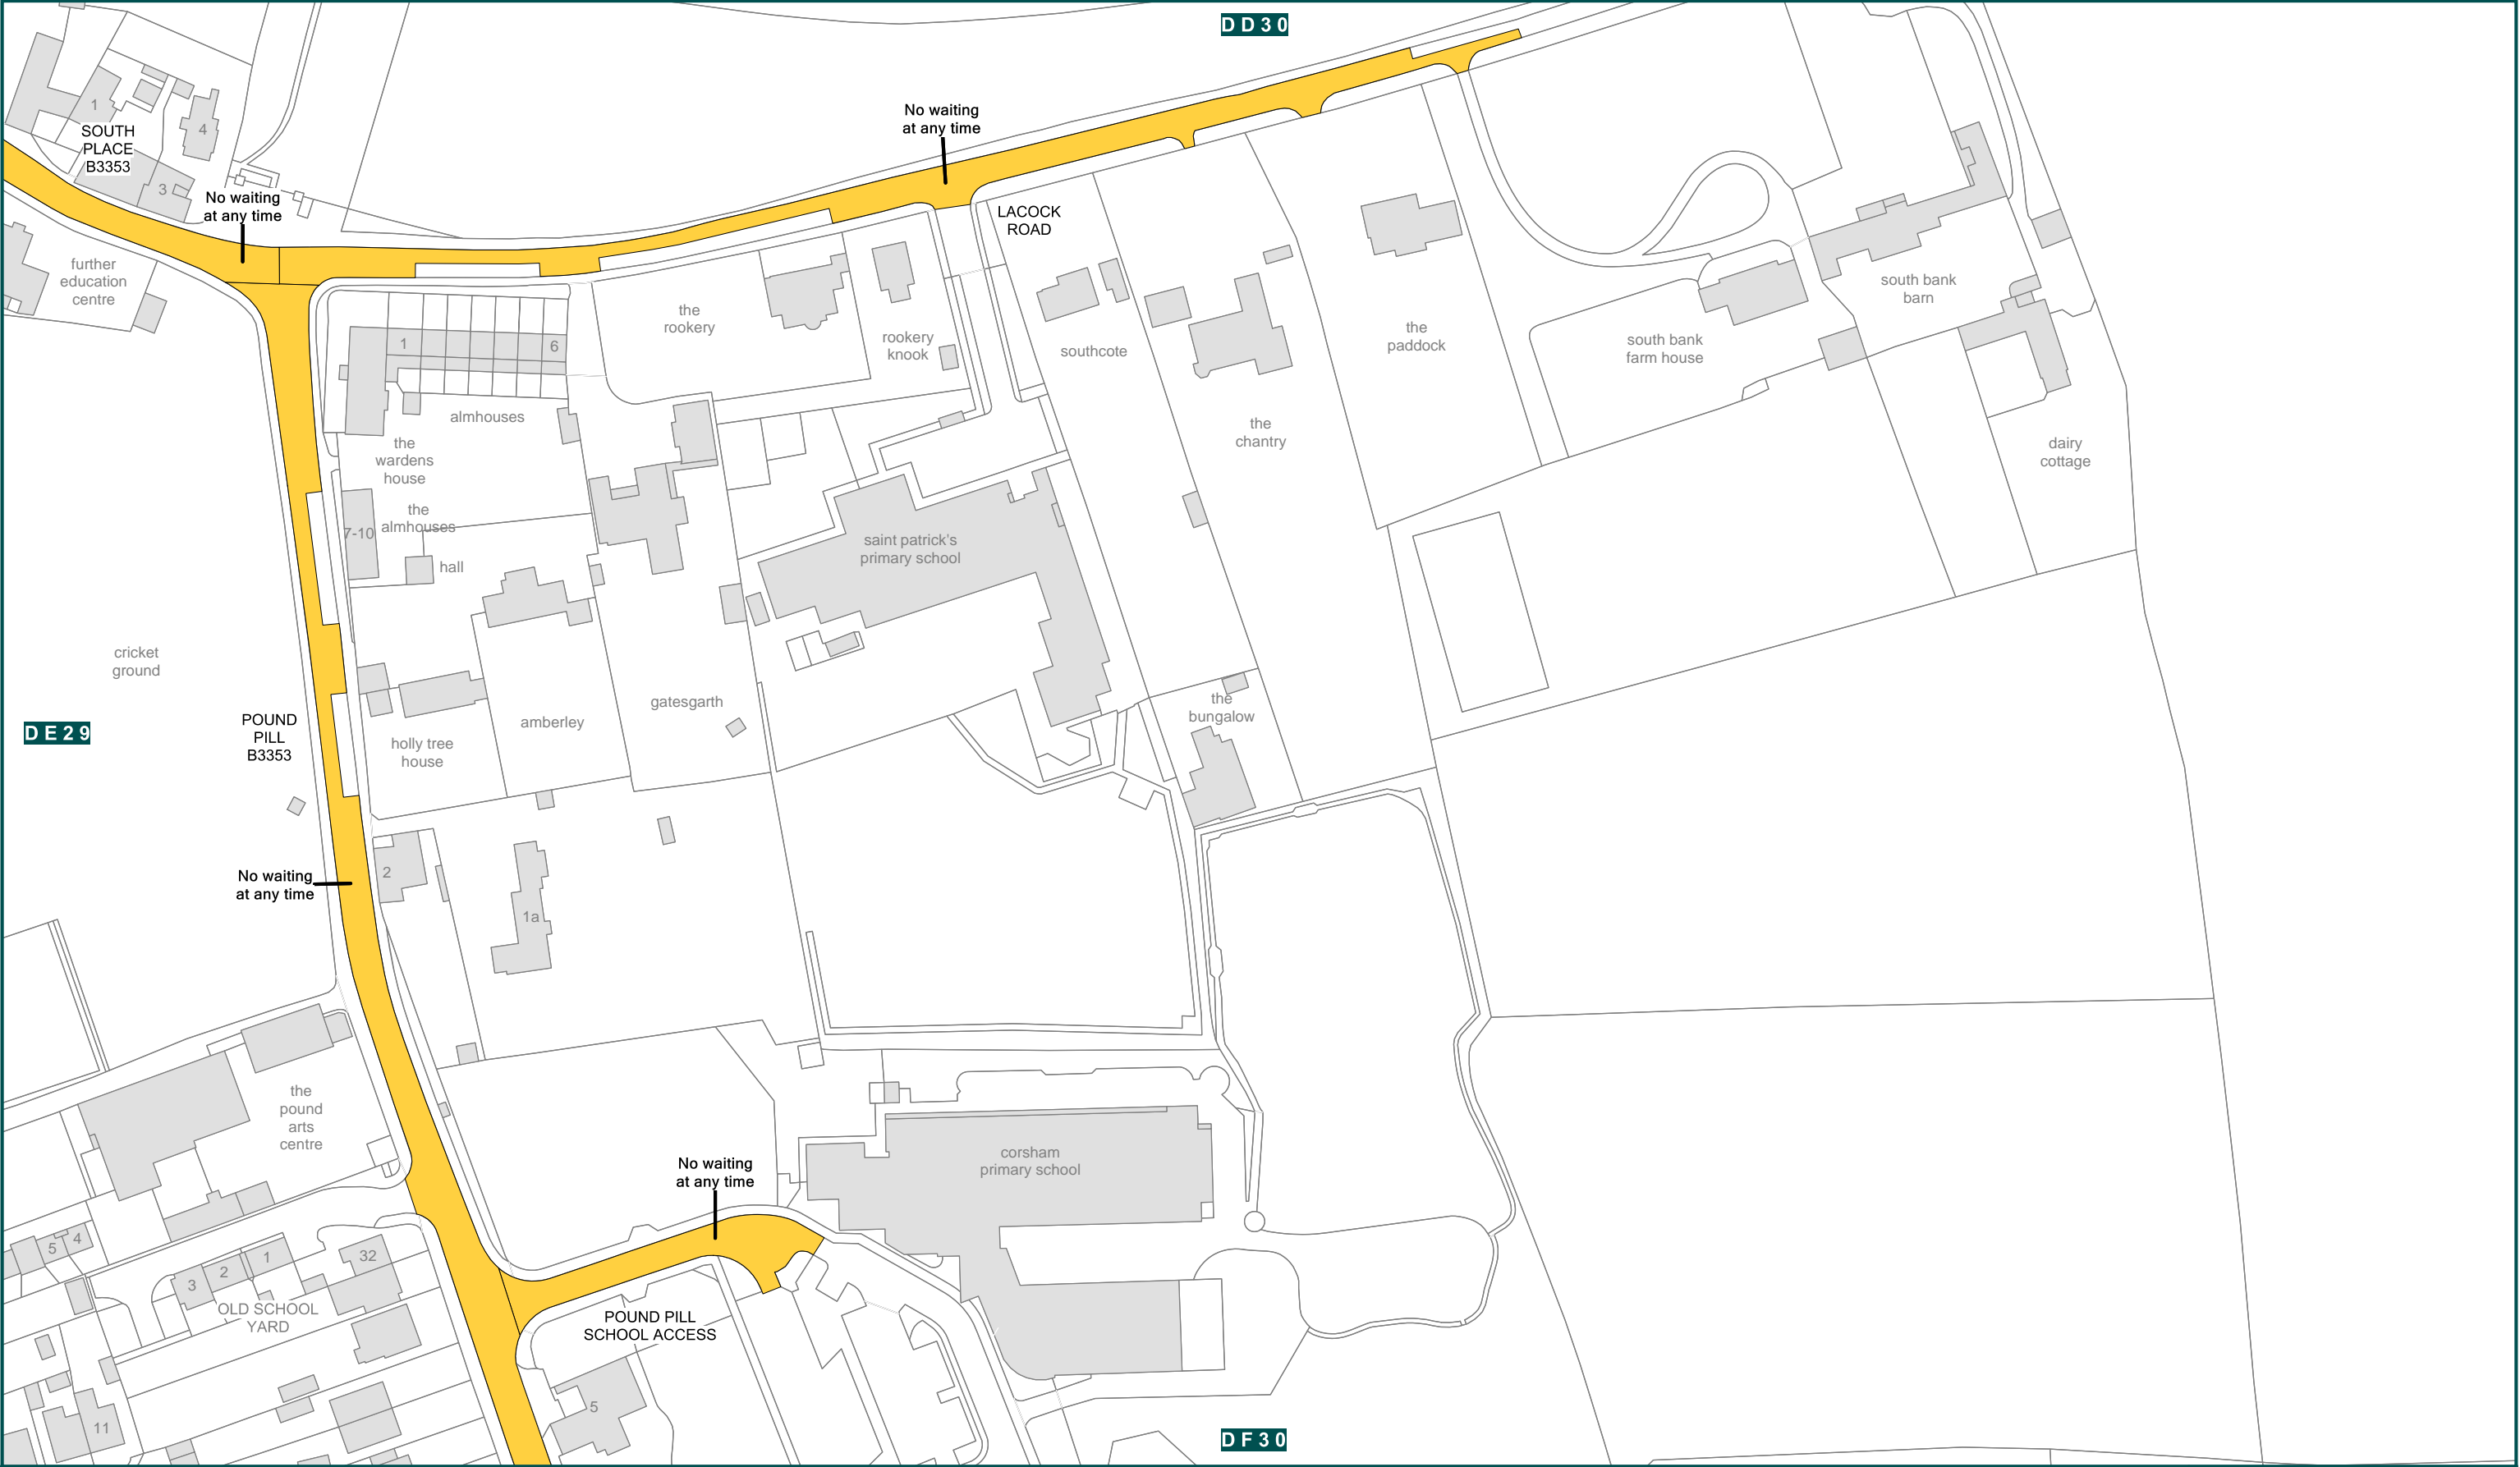 DD30
1
SOUTH
PLACE
B3353
4
3
No waiting
at any time
No waiting
at any time
LACOCK
ROAD
further
education
centre
the
rookery
rookery
knook
southcote
the
paddock
south bank
farm house
south bank
barn
1
6
almhouses
the
chantry
dairy
cottage
the
wardens
house
the
almhouses
7-10
hall
saint patrick's
primary school
cricket
ground
DE29
POUND
PILL
B3353
holly tree
house
amberley
gatesgarth
the
bungalow
No waiting
at any time
2
1a
the
pound
arts
centre
No waiting
at any time
corsham
primary school
5
4
3
2
1
32
OLD SCHOOL
YARD
POUND PILL
SCHOOL ACCESS
5
11
DF30